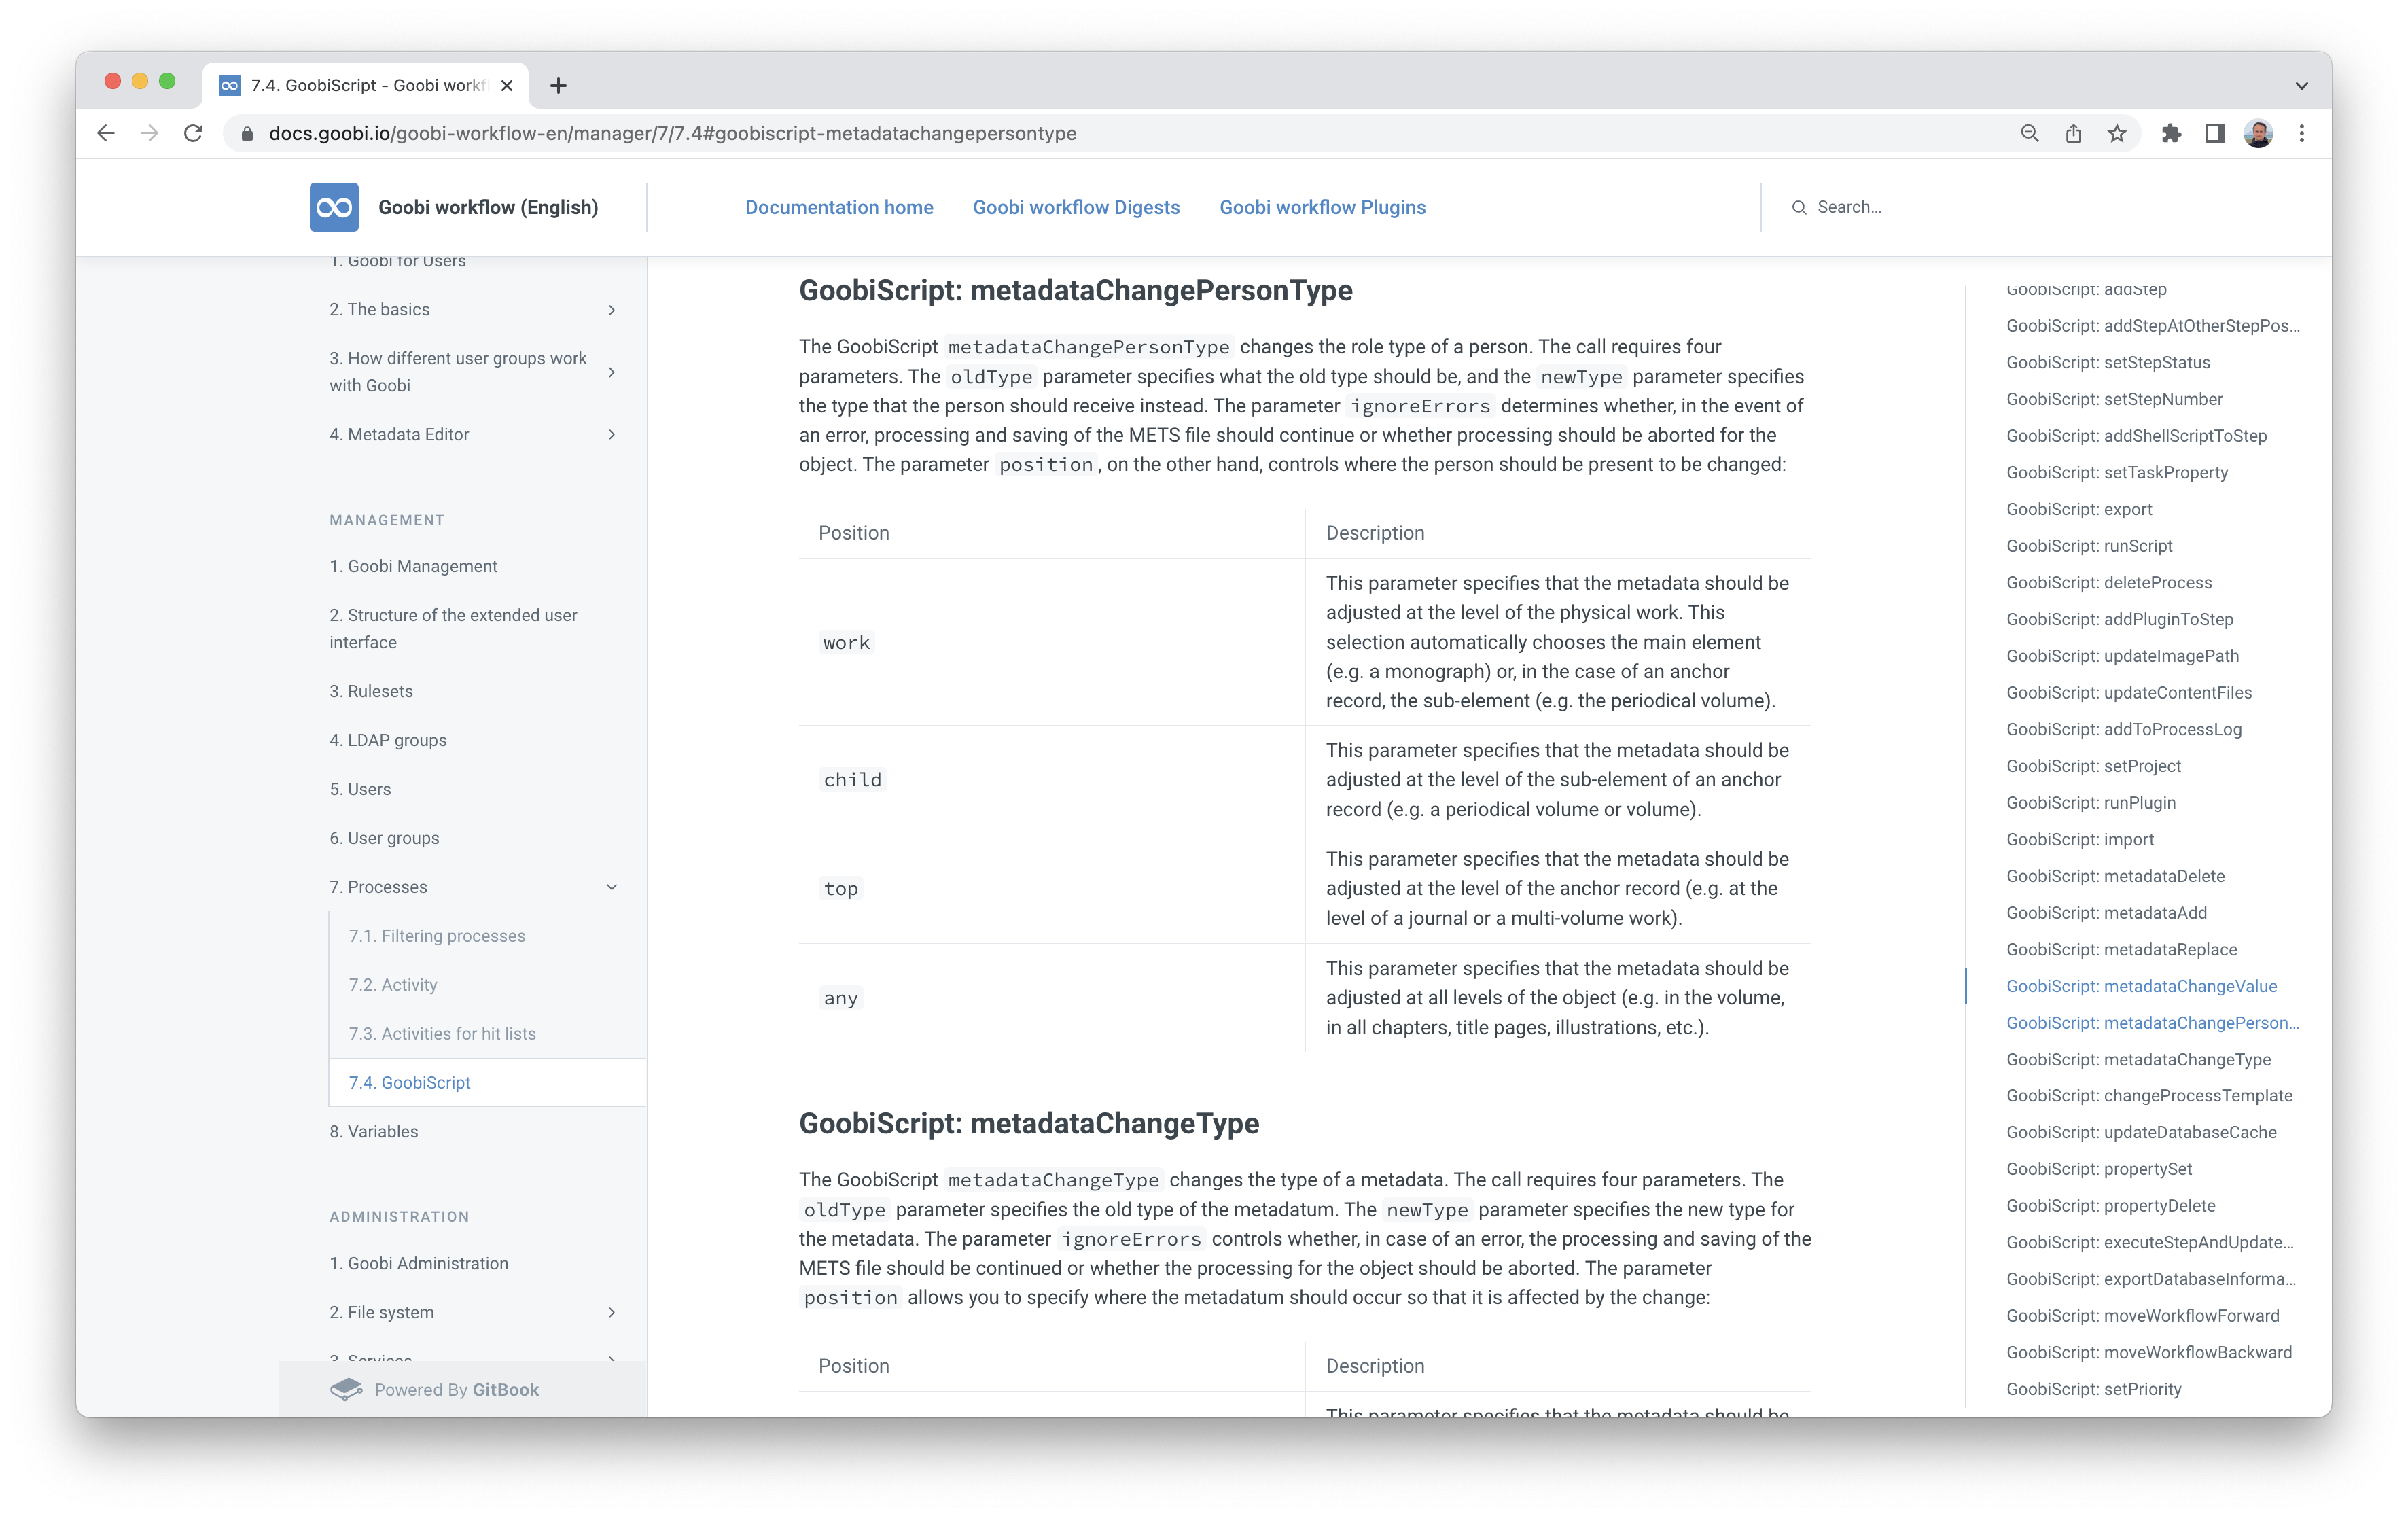 7.4. GoobiScript - Goobi workfl
docs.goobi.io/goobi-workflow-en/manager/7/7.4#goobiscript-metadatachangepersontype
Goobi workflow (English)
Documentation home
Goobi workflow Digests
Goobi workflow Plugins
Search...
1. Goobi for Users
2. The basics
3. How different user groups work
with Goobi
4. Metadata Editor
MANAGEMENT
1. Goobi Management
2. Structure of the extended user
interface
3. Rulesets
4. LDAP groups
5. Users
6. User groups
7. Processes
7.1. Filtering processes
7.2. Activity
7.3. Activities for hit lists
7.4. GoobiScript
8. Variables
ADMINISTRATION
1. Goobi Administration
2. File system
3. Services
Powered By GitBook
GoobiScript: metadataChangePersonType
The GoobiScript metadataChangePersonType changes the role type of a person. The call requires four
parameters. The oldType parameter specifies what the old type should be, and the newType parameter specifies
the type that the person should receive instead. The parameter ignoreErrors determines whether, in the event of
an error, processing and saving of the METS file should continue or whether processing should be aborted for the
object. The parameter position, on the other hand, controls where the person should be present to be changed:
Position
Description
work
This parameter specifies that the metadata should be
adjusted at the level of the physical work. This
selection automatically chooses the main element
(e.g. a monograph) or, in the case of an anchor
record, the sub-element (e.g. the periodical volume).
child
This parameter specifies that the metadata should be
adjusted at the level of the sub-element of an anchor
record (e.g. a periodical volume or volume).
top
This parameter specifies that the metadata should be
adjusted at the level of the anchor record (e.g. at the
level of a journal or a multi-volume work).
any
This parameter specifies that the metadata should be
adjusted at all levels of the object (e.g. in the volume,
in all chapters, title pages, illustrations, etc.).
GoobiScript: metadataChangeType
The GoobiScript metadataChangeType changes the type of a metadata. The call requires four parameters. The
oldType parameter specifies the old type of the metadatum. The newType parameter specifies the new type for
the metadata. The parameter ignoreErrors controls whether, in case of an error, the processing and saving of the
METS file should be continued or whether the processing for the object should be aborted. The parameter
position allows you to specify where the metadatum should occur so that it is affected by the change:
Position
Description
This parameter specifies that the metadata should be
GoobiScript: addStep
GoobiScript: addStepAtOtherStepPos...
GoobiScript: setStepStatus
GoobiScript: setStepNumber
GoobiScript: addShellScriptToStep
GoobiScript: setTaskProperty
GoobiScript: export
GoobiScript: runScript
GoobiScript: deleteProcess
GoobiScript: addPluginToStep
GoobiScript: updateImagePath
GoobiScript: updateContentFiles
GoobiScript: addToProcessLog
GoobiScript: setProject
GoobiScript: runPlugin
GoobiScript: import
GoobiScript: metadataDelete
GoobiScript: metadataAdd
GoobiScript: metadataReplace
GoobiScript: metadataChangeValue
GoobiScript: metadataChangePerson...
GoobiScript: metadataChangeType
GoobiScript: changeProcessTemplate
GoobiScript: updateDatabaseCache
GoobiScript: propertySet
GoobiScript: propertyDelete
GoobiScript: executeStepAndUpdate...
GoobiScript: exportDatabaseInforma...
GoobiScript: moveWorkflowForward
GoobiScript: moveWorkflowBackward
GoobiScript: setPriority